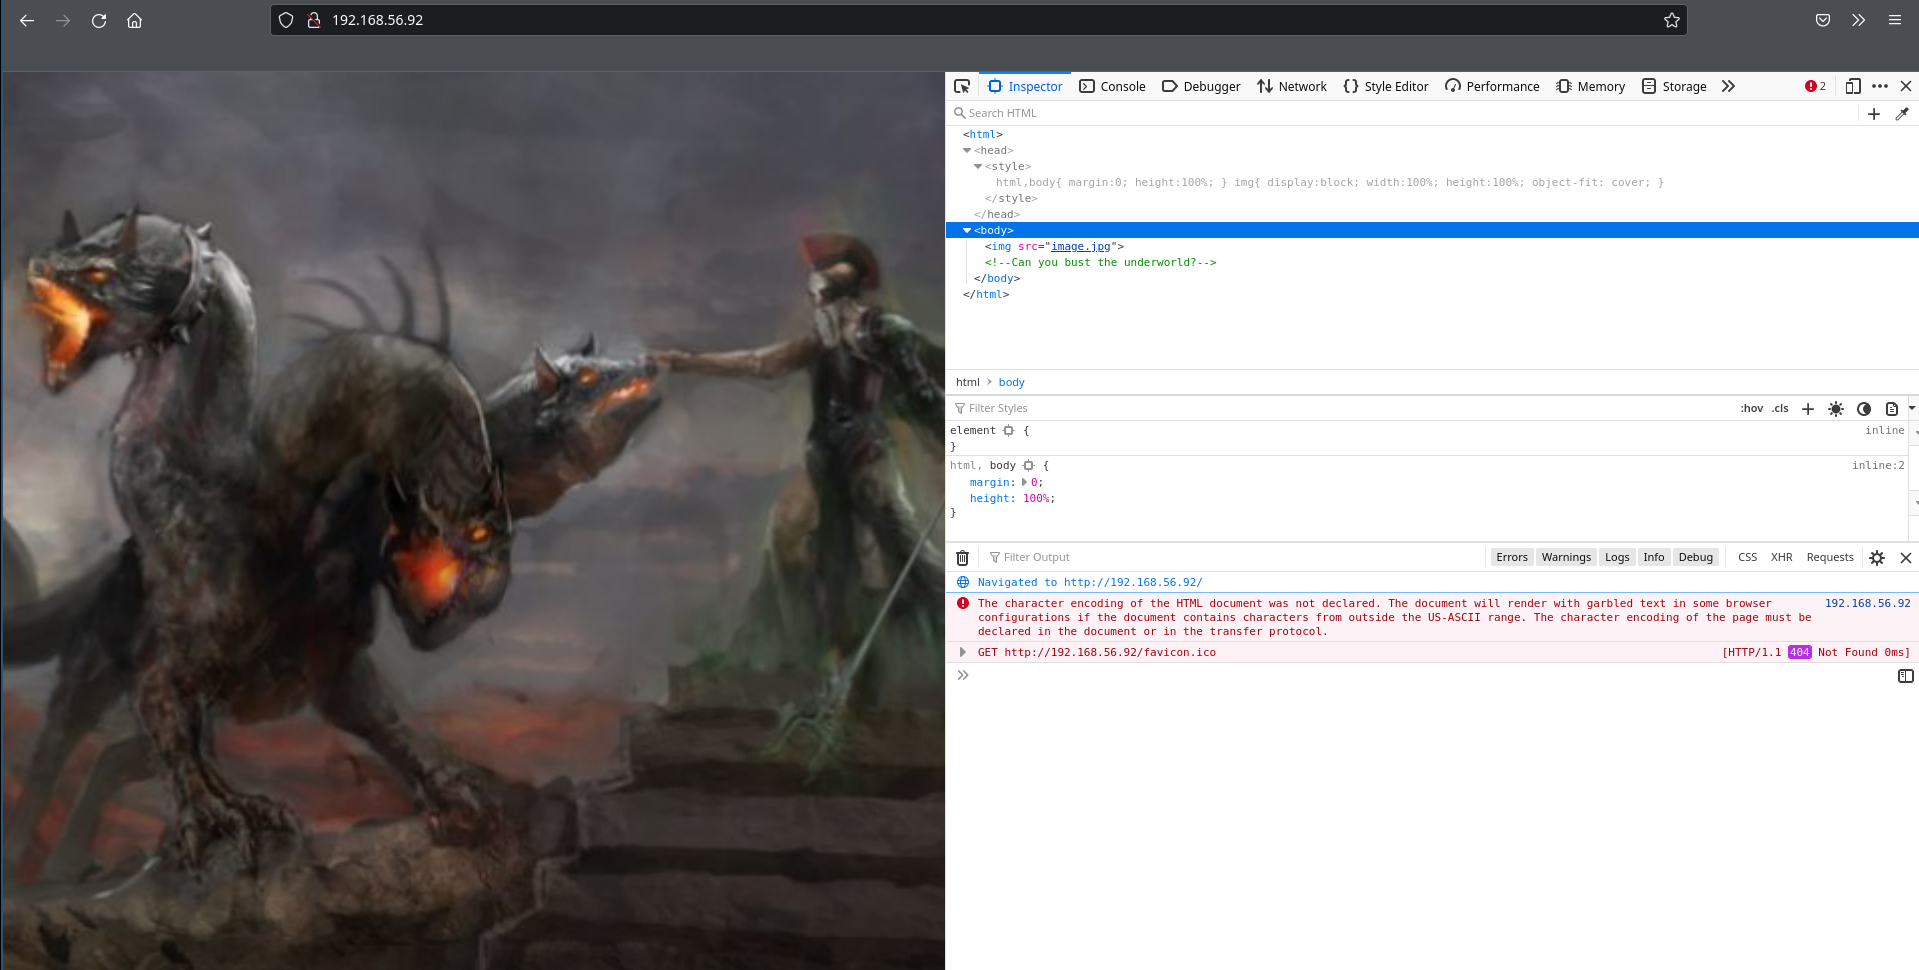 192.168.56.92
Inspector Console Debugger Network Style Editor Performance Memory Storage 2
Search HTML
<html>
<head>
<style>
html,body{ margin:0; height:100%; } img{ display:block; width:100%; height:100%; object-fit: cover; }
</style>
</head>
<body>
<img src="image.jpg">
<!--Can you bust the underworld?-->
</body>
</html>
html > body
Filter Styles :hov .cls
element { inline
}
html, body { inline:2
margin: 0;
height: 100%;
}
Filter Output Errors Warnings Logs Info Debug CSS XHR Requests
Navigated to http://192.168.56.92/
The character encoding of the HTML document was not declared. The document will render with garbled text in some browser 192.168.56.92
configurations if the document contains characters from outside the US-ASCII range. The character encoding of the page must be
declared in the document or in the transfer protocol.
GET http://192.168.56.92/favicon.ico [HTTP/1.1 404 Not Found 0ms]